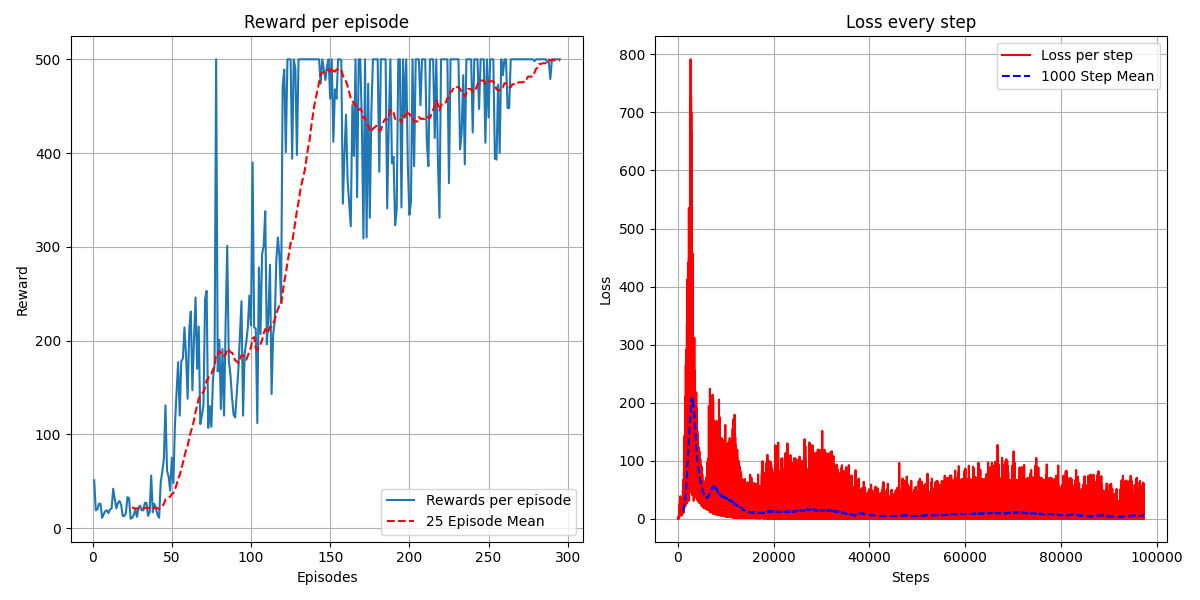 Reward per episode
Reward
500
400
300
200
100
0
0
50
100
150
200
250
300
Episodes
Rewards per episode
25 Episode Mean
Loss every step
Loss
800
700
600
500
400
300
200
100
0
0
20000
40000
60000
80000
100000
Steps
Loss per step
1000 Step Mean